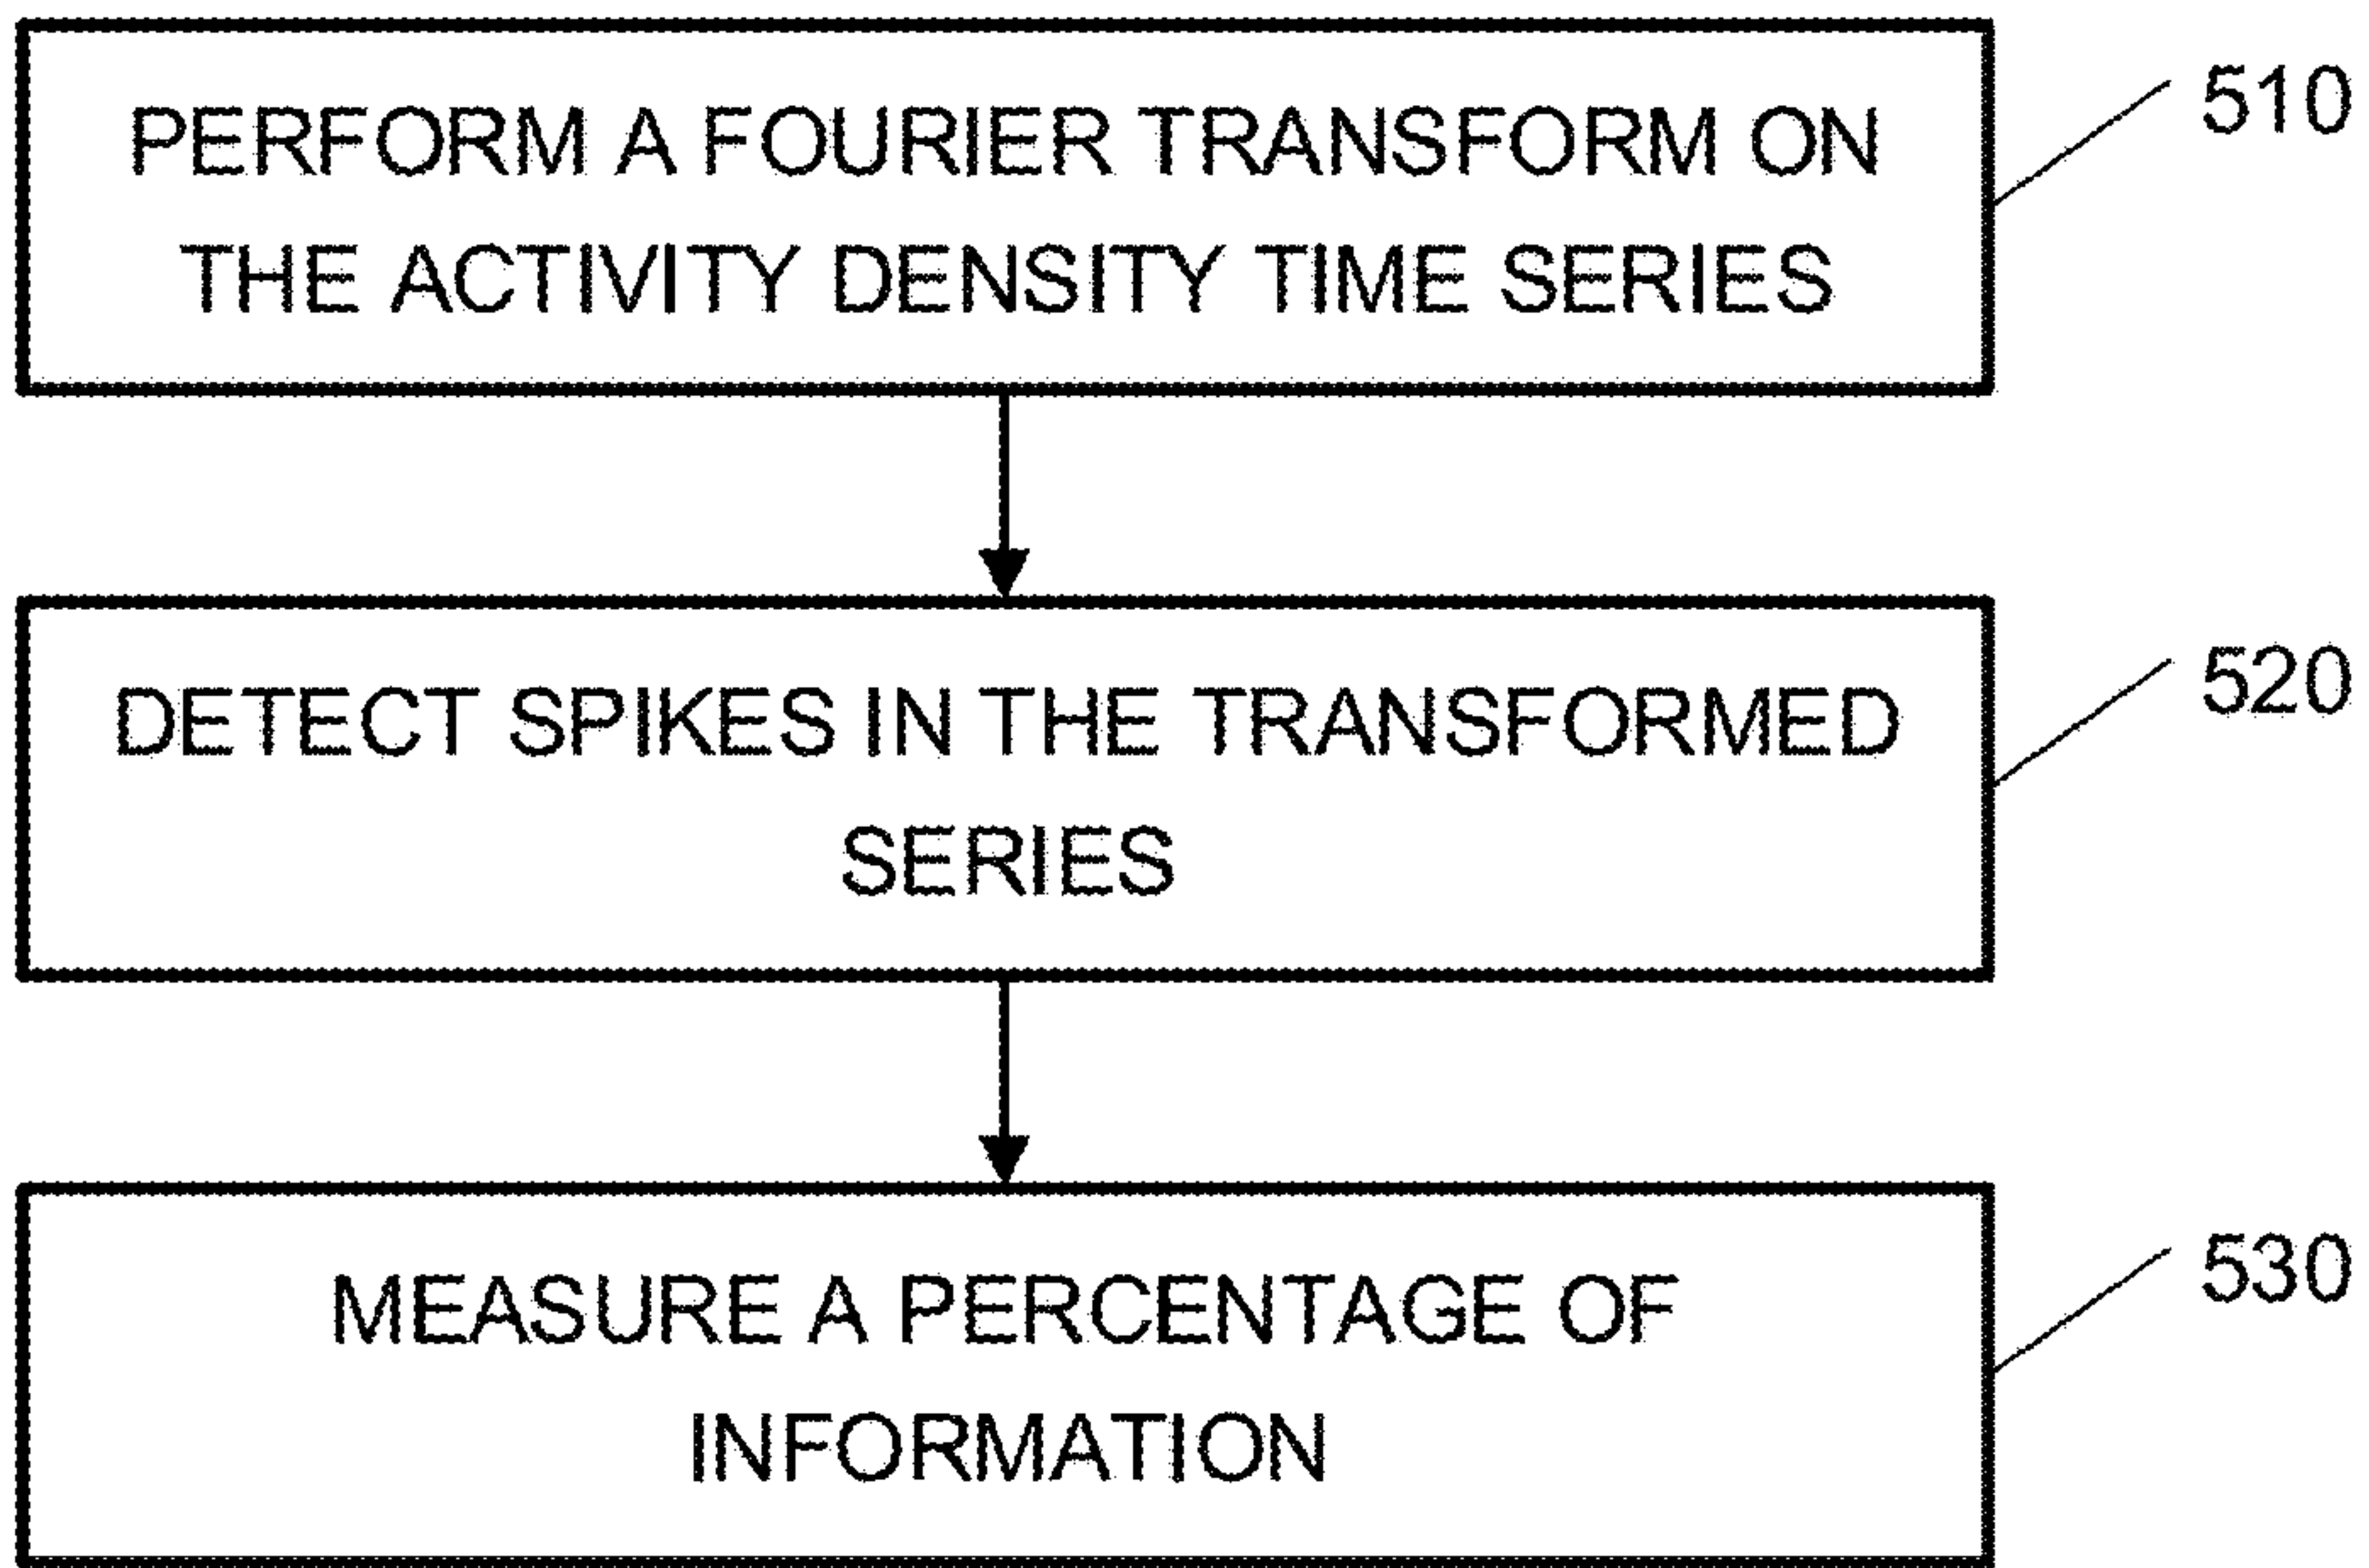 PERFORM A FOURIER TRANSFORM ON
THE ACTIVITY DENSITY TIME SERIES
510
DETECT SPIKES IN THE TRANSFORMED
SERIES
520
MEASURE A PERCENTAGE OF
INFORMATION
530